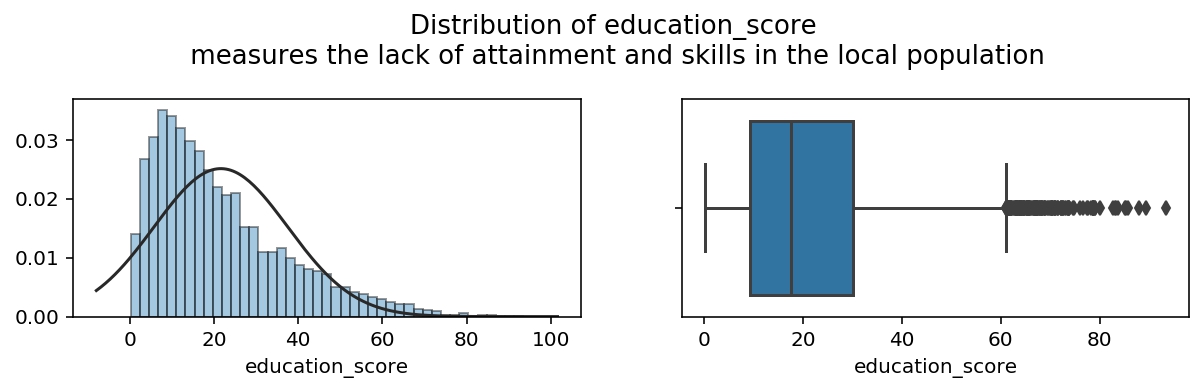 Distribution of education_score
measures the lack of attainment and skills in the local population
0.03
0.02
0.01
0.00
0 20 40 60 80 100
education_score
0 20 40 60 80
education_score